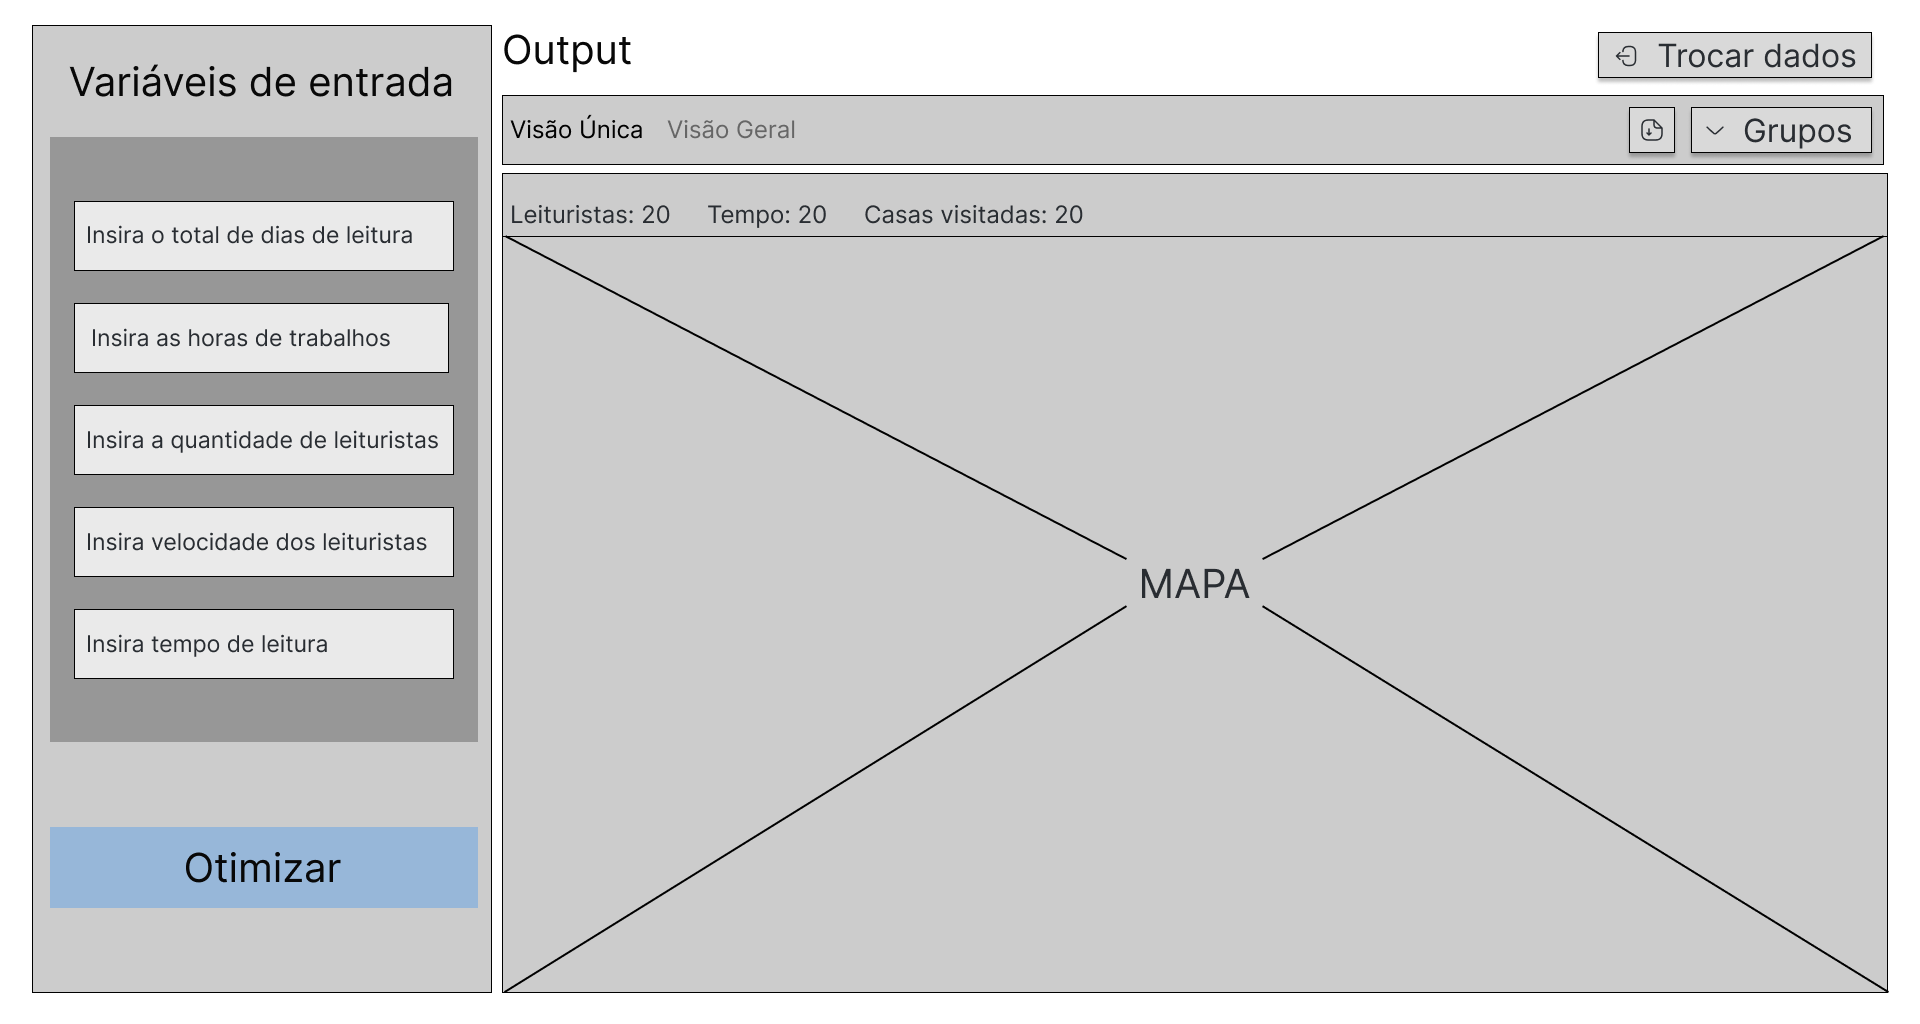 Variáveis de entrada
Insira o total de dias de leitura
Insira as horas de trabalhos
Insira a quantidade de leituristas
Insira velocidade dos leituristas
Insira tempo de leitura
Otimizar
Output
Trocar dados
Visão Única Visão Geral
Grupos
Leituristas: 20 Tempo: 20 Casas visitadas: 20
MAPA